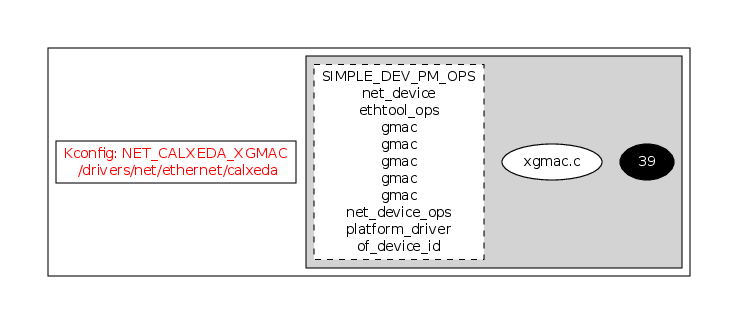 Kconfig: NET_CALXEDA_XGMAC
/drivers/net/ethernet/calxeda
SIMPLE_DEV_PM_OPS
net_device
ethtool_ops
gmac
gmac
gmac
gmac
gmac
net_device_ops
platform_driver
of_device_id
xgmac.c
39